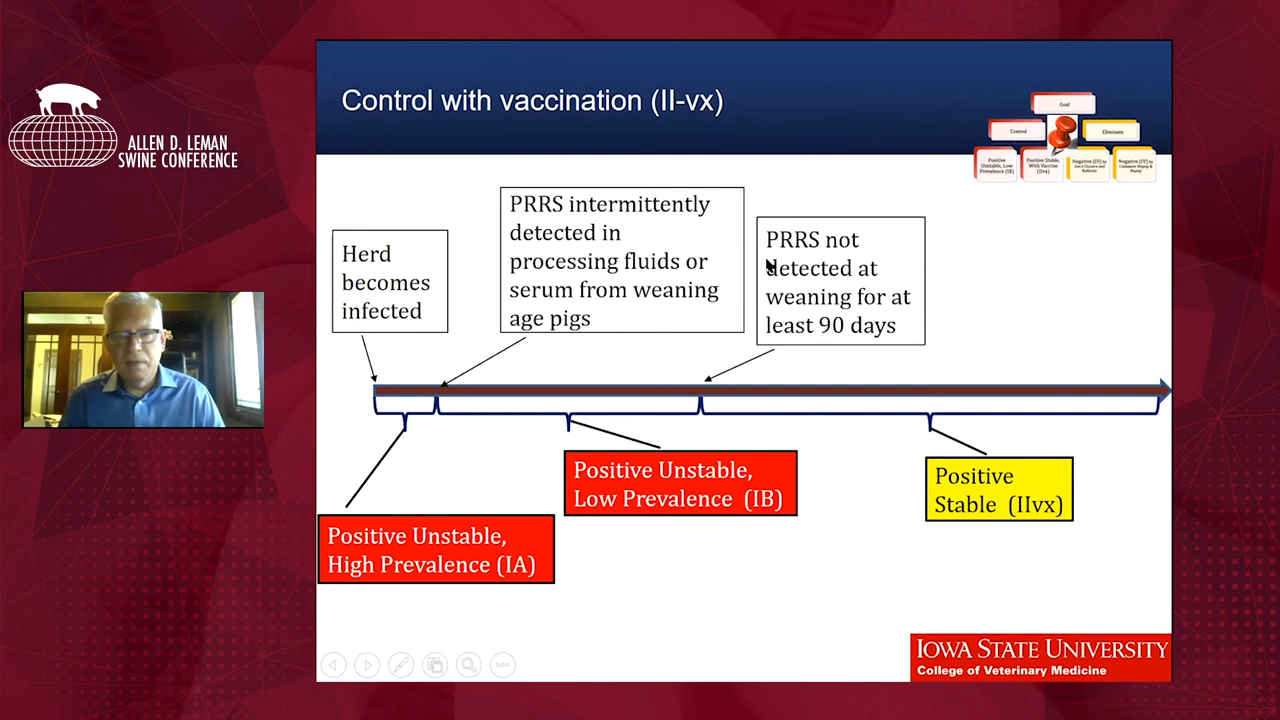 ALLEN D. LEMAN
SWINE CONFERENCE
Control with vaccination (II-vx)
Goal
Control
Eliminate
Positive
Unstable, Low
Prevalence (IB)
Positive Stable,
With Vaccine
(IIvx)
Negative (IV) by
Herd Closure and
Rollover
Negative (IV) by
Complete Depop &
Repop
Herd
becomes
infected
PRRS intermittently
detected in
processing fluids or
serum from weaning
age pigs
PRRS not
detected at
weaning for at
least 90 days
Positive Unstable,
High Prevalence (IA)
Positive Unstable,
Low Prevalence (IB)
Positive
Stable (IIvx)
IOWA STATE UNIVERSITY
College of Veterinary Medicine